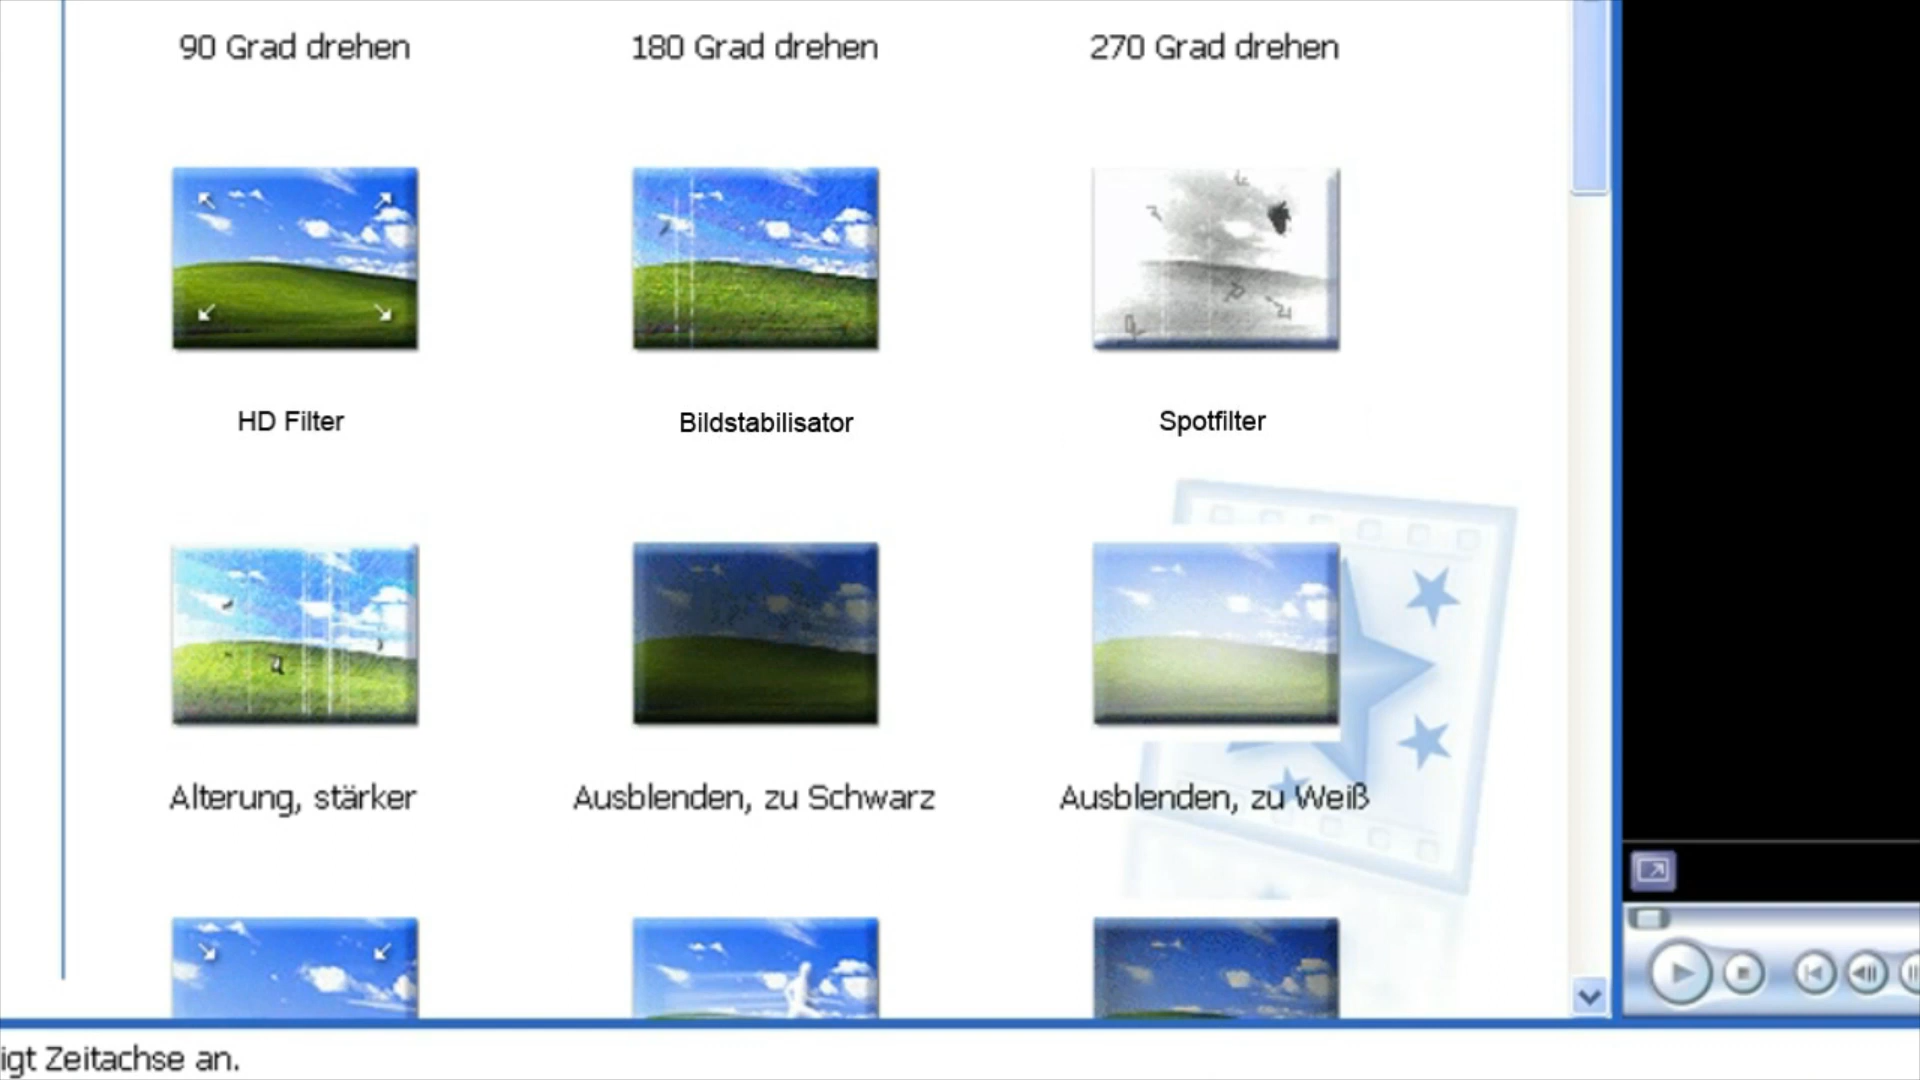 90 Grad drehen
180 Grad drehen
270 Grad drehen
HD Filter
Bildstabilisator
Spotfilter
Alterung, stärker
Ausblenden, zu Schwarz
Ausblenden, zu Weiß
igt Zeitachse an.